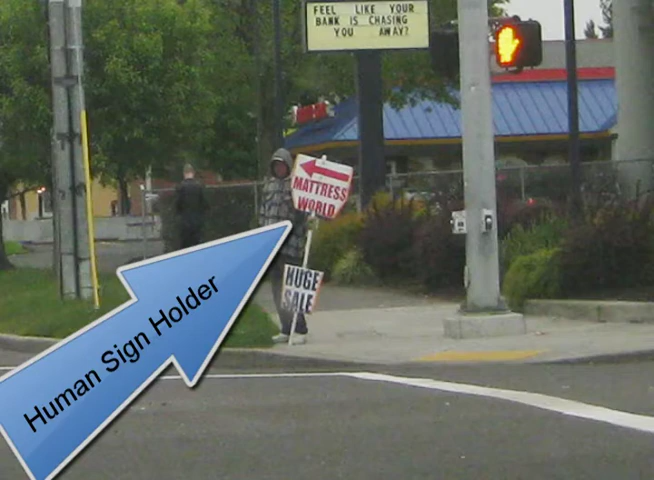 FEEL LIKE YOUR
BANK IS CHASING
YOU AWAY?
MATTRESS
WORLD
HUGE
SALE
Human Sign Holder